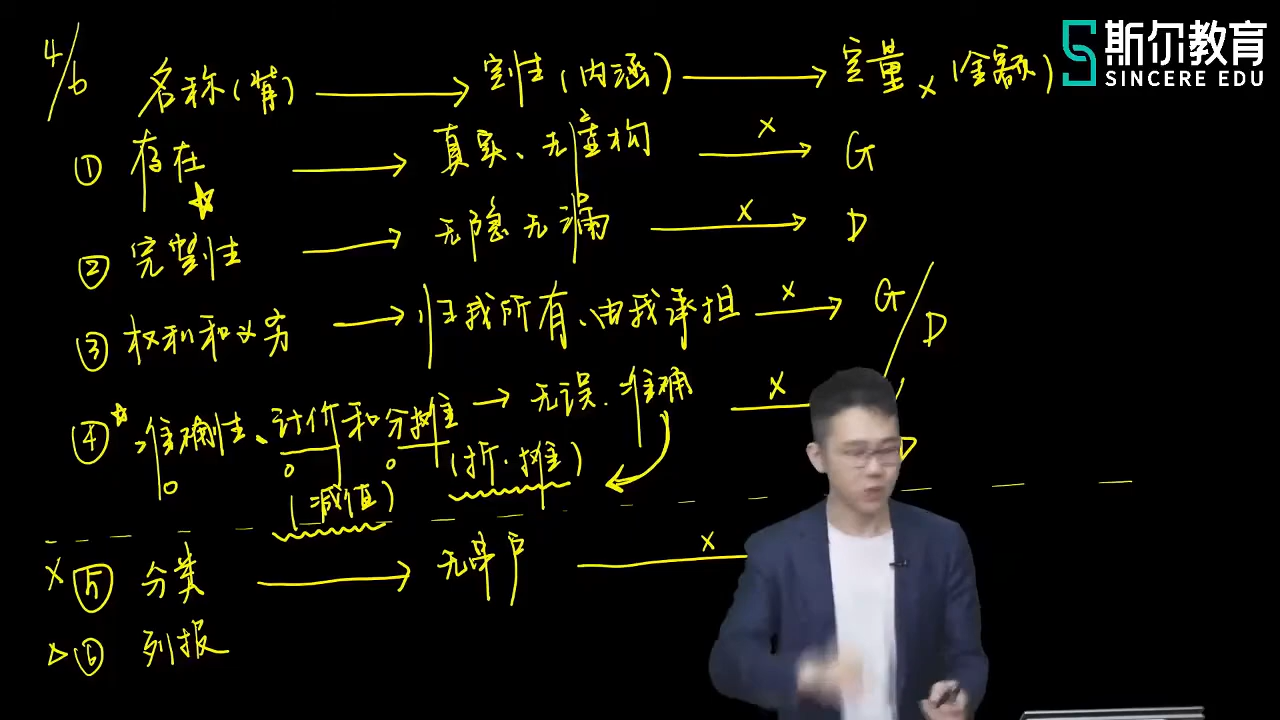 斯尔教育
SINCERE EDU
4/6
名称(背) → 定性(内涵) → 定量 x (金额)
① 存在 → 真实、无虚构 x → G
② 完整性 → 无隐无漏 x → D
③ 权利和义务 → 归我所有、由我承担 x → G/D
④ 准确性、计价和分摊 → 无误.准确 x
(减值) (折·摊)
x ⑤ 分类 → 无串户 x
△ ⑥ 列报